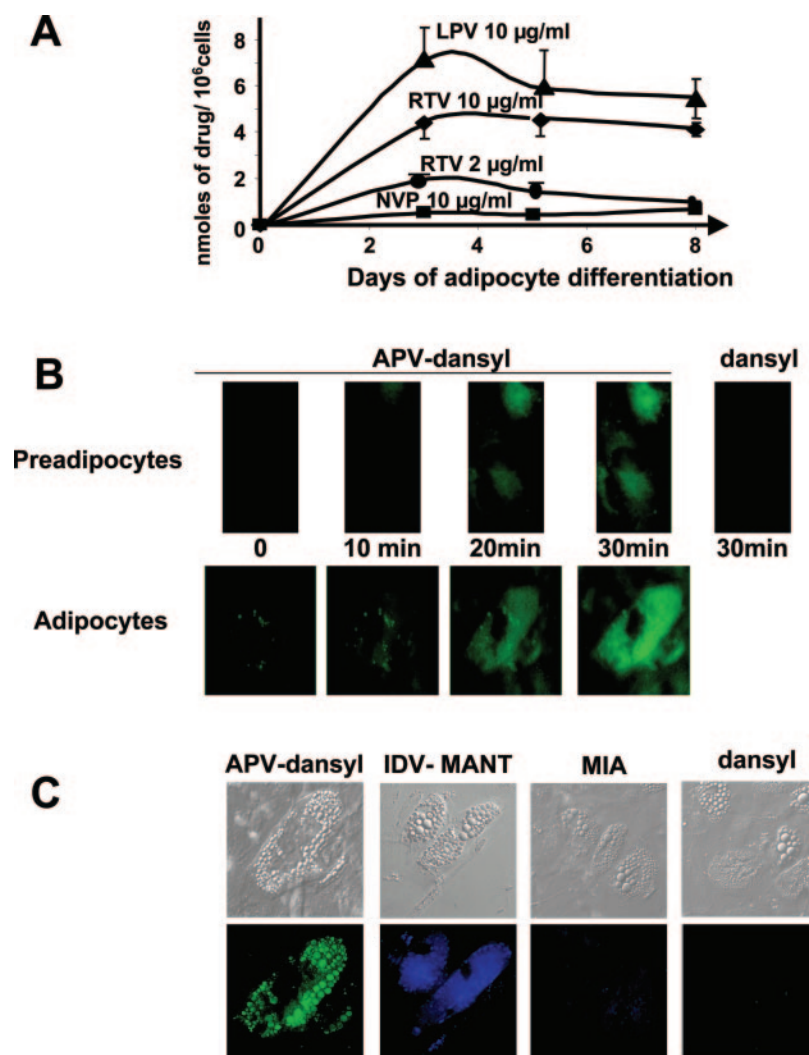 A
nmoles of drug/ 10⁶cells
8
6
4
2
0
LPV 10 µg/ml
RTV 10 µg/ml
RTV 2 µg/ml
NVP 10 µg/ml
0 2 4 6 8
Days of adipocyte differentiation
B
APV-dansyl dansyl
Preadipocytes
0 10 min 20min 30min 30min
Adipocytes
C
APV-dansyl IDV- MANT MIA dansyl